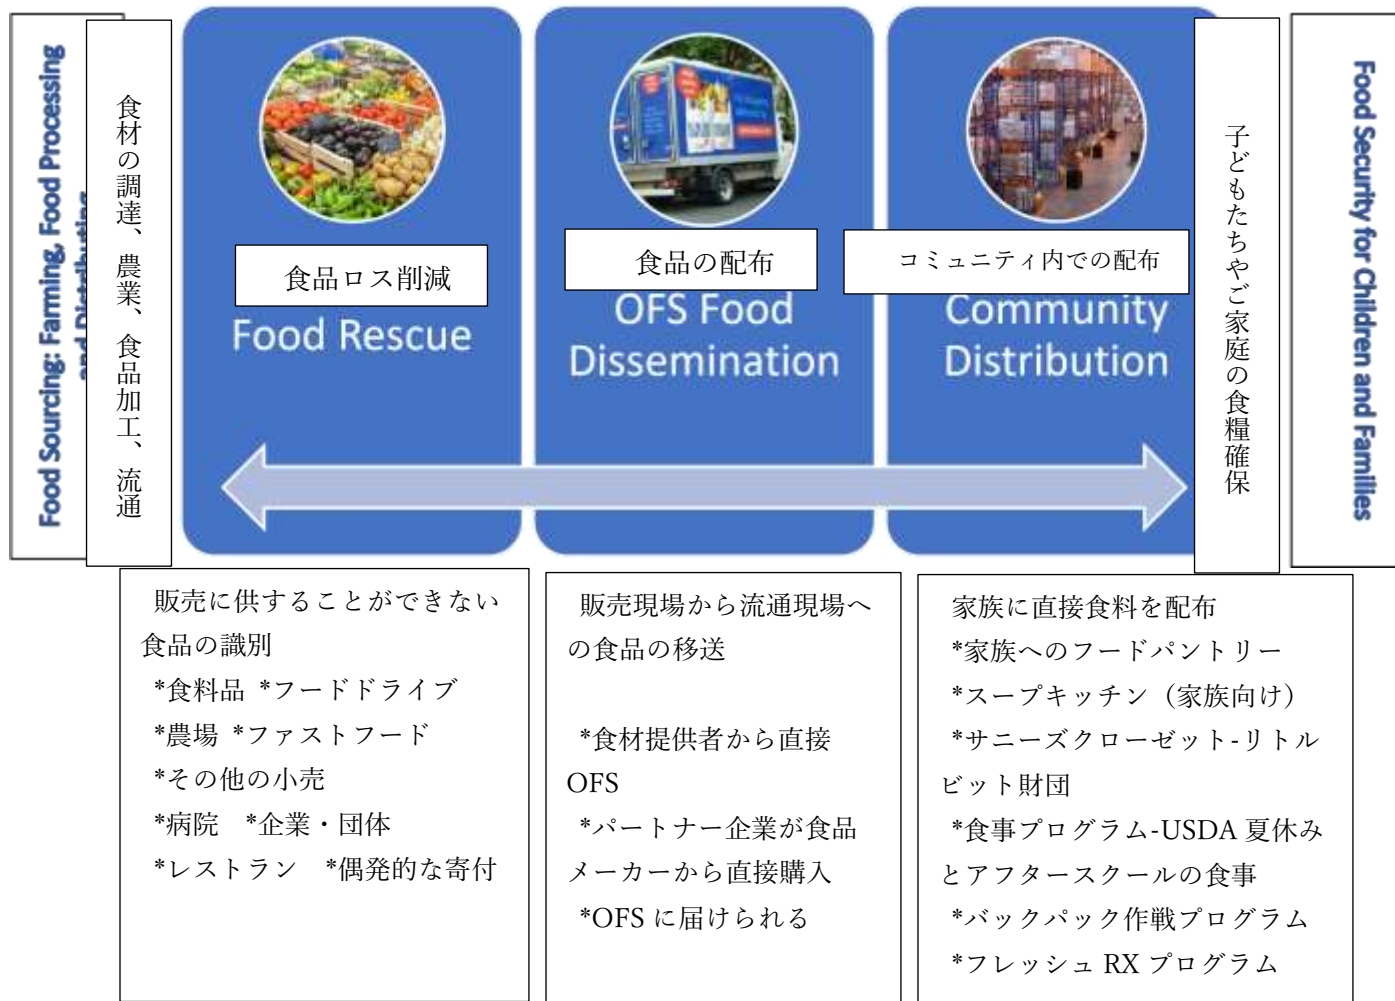 Food Sourcing: Farming, Food Processing
and Distributing
食材の調達、農業、食品加工、流通
食品ロス削減
Food Rescue
食品の配布
OFS Food
Dissemination
コミュニティ内での配布
Community
Distribution
子どもたちやご家庭の食糧確保
Food Security for Children and Families
販売に供することができない
食品の識別
*食料品 *フードドライブ
*農場 *ファストフード
*その他の小売
*病院 *企業・団体
*レストラン *偶発的な寄付
販売現場から流通現場へ
の食品の移送
*食材提供者から直接
OFS
*パートナー企業が食品
メーカーから直接購入
*OFS に届けられる
家族に直接食料を配布
*家族へのフードパントリー
*スープキッチン（家族向け）
*サニーズクローゼット-リトル
ビット財団
*食事プログラム-USDA 夏休み
とアフタースクールの食事
*バックパック作戦プログラム
*フレッシュ RX プログラム